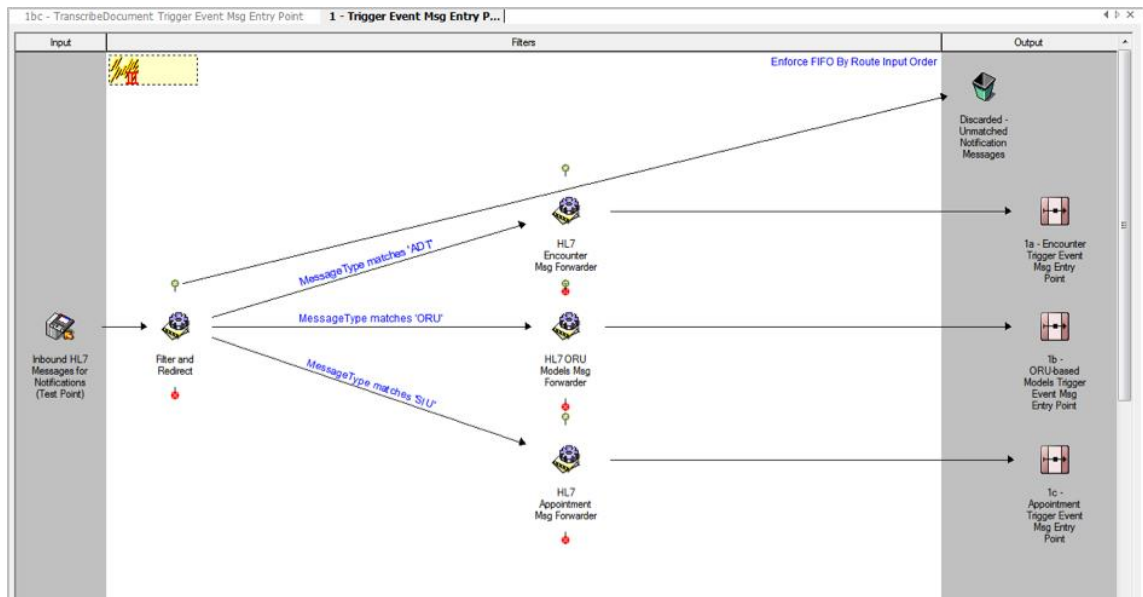 1bc - TranscribeDocument Trigger Event Msg Entry Point
1 - Trigger Event Msg Entry P...
Input
Filters
Output
Enforce FIFO By Route Input Order
Discarded -
Unmatched
Notification
Messages
MessageType matches 'ADT'
HL7
Encounter
Msg Forwarder
1a - Encounter
Trigger Event
Msg Entry
Point
Inbound HL7
Messages for
Notifications
(Test Point)
Filter and
Redirect
MessageType matches 'ORU'
HL7 ORU
Models Msg
Forwarder
1b -
ORU-based
Models Trigger
Event Msg
Entry Point
MessageType matches 'SIU'
HL7
Appointment
Msg Forwarder
1c -
Appointment
Trigger Event
Msg Entry
Point